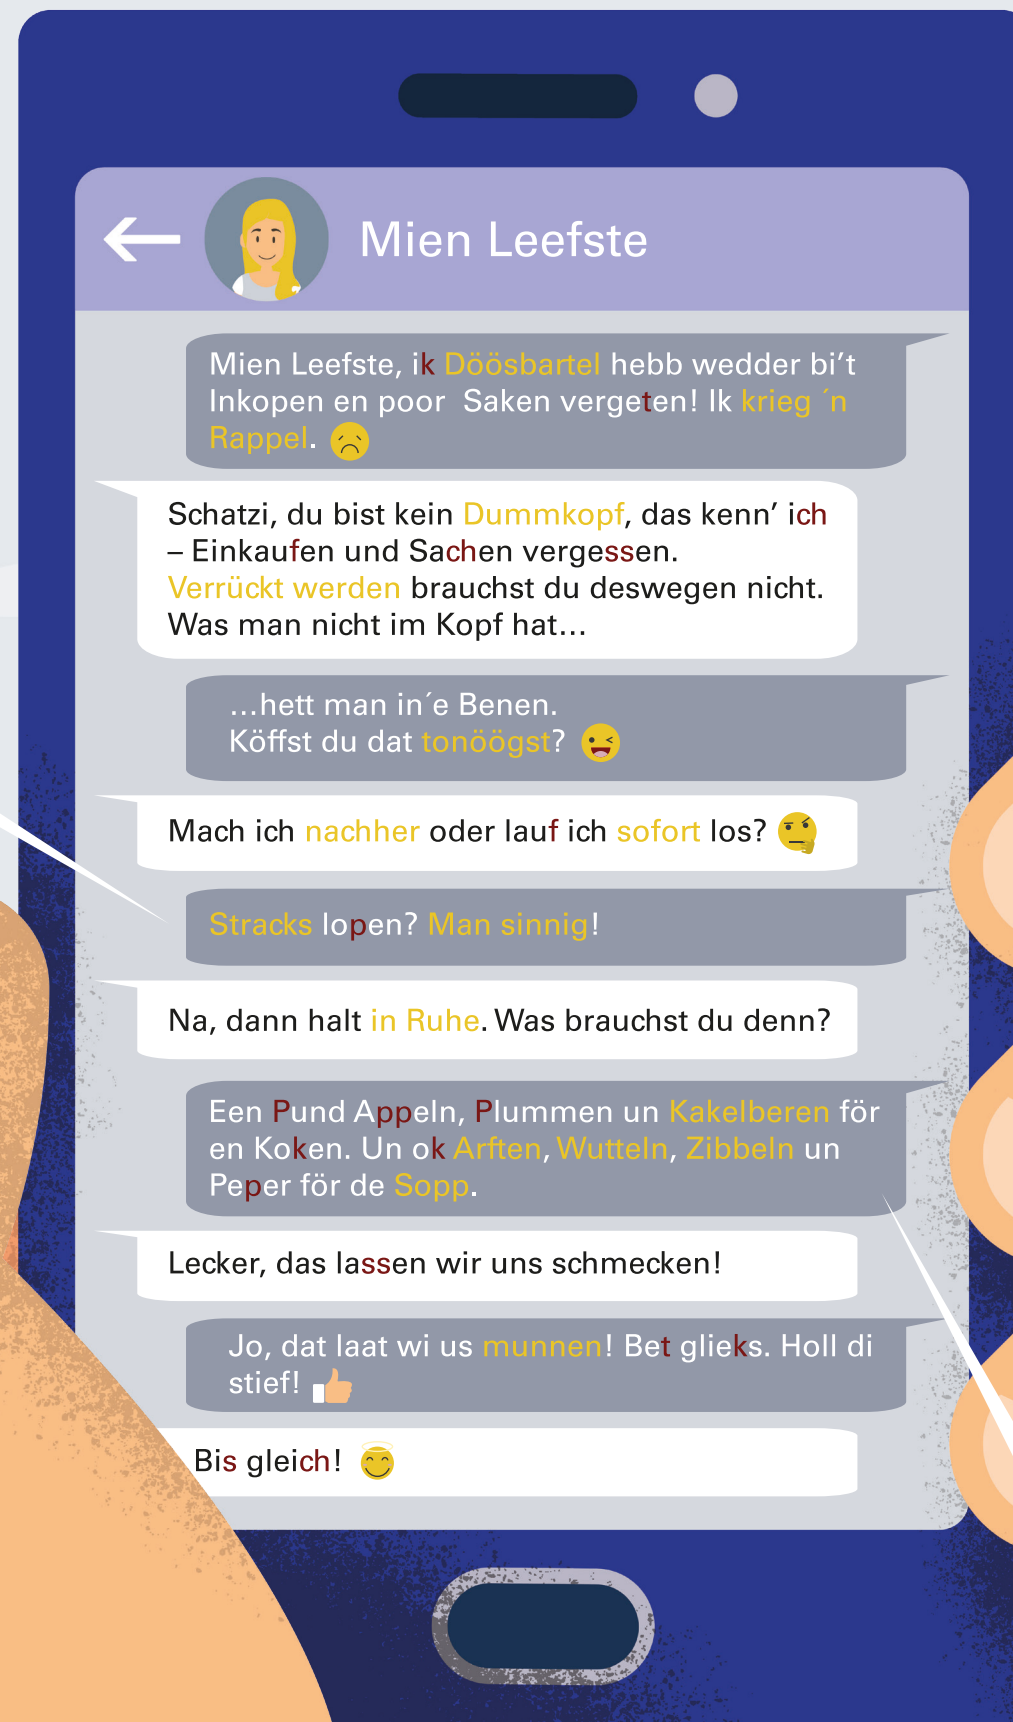 Mien Leefste
Mien Leefste, ik Döösbartel hebb wedder bi’t
Inkopen en poor Saken vergeten! Ik krieg ´n
Rappel.
Schatzi, du bist kein Dummkopf, das kenn’ ich
– Einkaufen und Sachen vergessen.
Verrückt werden brauchst du deswegen nicht.
Was man nicht im Kopf hat...
...hett man in´e Benen.
Köffst du dat tonöögst?
Mach ich nachher oder lauf ich sofort los?
Stracks lopen? Man sinnig!
Na, dann halt in Ruhe. Was brauchst du denn?
Een Pund Appeln, Plummen un Kakelberen för
en Koken. Un ok Arften, Wutteln, Zibbeln un
Peper för de Sopp.
Lecker, das lassen wir uns schmecken!
Jo, dat laat wi us munnen! Bet glieks. Holl di
stief!
Bis gleich!